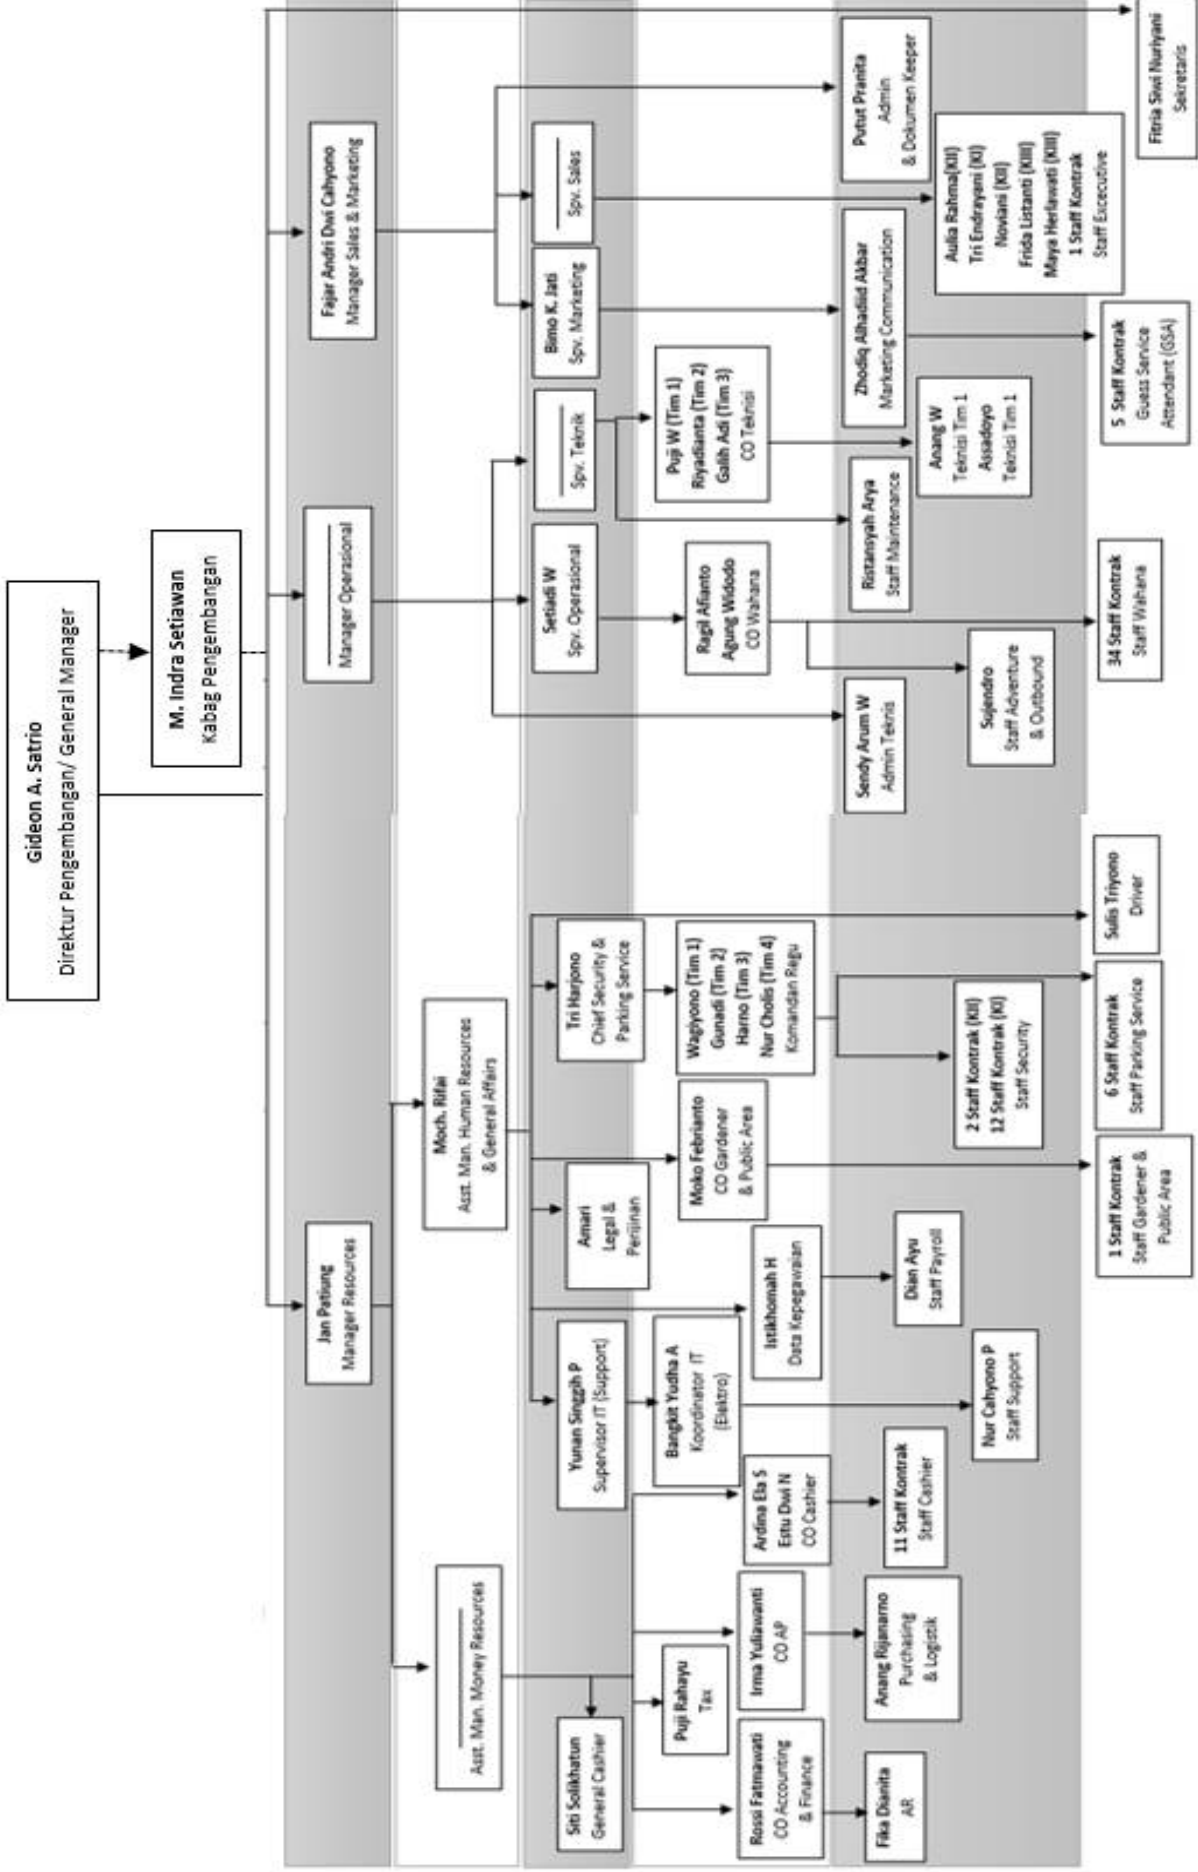 Gideon A. Satrio
Direktur Pengembangan/ General Manager
M. Indra Setiawan
Kabag Pengembangan
Jan Patiung
Manager Resources
Manager Operasional
Fajar Andri Dwi Cahyono
Manager Sales & Marketing
Asst. Man. Money Resources
Moch. Rifai
Asst. Man. Human Resources
& General Affairs
Siti Solikhatun
General Cashier
Yunan Singgih P
Supervisor IT (Support)
Amari
Legal &
Perijinan
Tri Harjono
Chief Security &
Parking Service
Setiadi W
Spv. Operasional
Spv. Teknik
Bimo K. Jati
Spv. Marketing
Spv. Sales
Puji Rahayu
Tax
Bangkit Yudha A
Koordinator IT
(Elektro)
Moko Febrianto
CO Gardener
& Public Area
Wagiyono (Tim 1)
Gunadi (Tim 2)
Harno (Tim 3)
Nur Cholis (Tim 4)
Komandan Regu
Ragil Afianto
Agung Widodo
CO Wahana
Puji W (Tim 1)
Riyadianta (Tim 2)
Galih Adi (Tim 3)
CO Teknisi
Rossi Fatmawati
CO Accounting
& Finance
Irma Yuliawanti
CO AP
Ardina Ela S
Estu Dwi N
CO Cashier
Istikhomah H
Data Kepegawaian
Sendy Arum W
Admin Teknis
Ristansyah Arya
Staff Maintenance
Zhodiq Alhadiid Akbar
Marketing Communication
Putut Pranita
Admin
& Dokumen Keeper
Fika Dianita
AR
Anang Rijanarno
Purchasing
& Logistik
11 Staff Kontrak
Staff Cashier
Dian Ayu
Staff Payroll
Anang W
Teknisi Tim 1
Assadoyo
Teknisi Tim 1
Aulia Rahma(KII)
Tri Endrayani (KI)
Noviani (KII)
Frida Listanti (KIII)
Maya Herlawati (KIII)
1 Staff Kontrak
Staff Excecutive
Nur Cahyono P
Staff Support
2 Staff Kontrak (KII)
12 Staff Kontrak (KI)
Staff Security
Sujendro
Staff Adventure
& Outbound
1 Staff Kontrak
Staff Gardener &
Public Area
6 Staff Kontrak
Staff Parking Service
Sulis Triyono
Driver
34 Staff Kontrak
Staff Wahana
5 Staff Kontrak
Guess Service
Attendant (GSA)
Fitria Siwi Nuriyani
Sekretaris